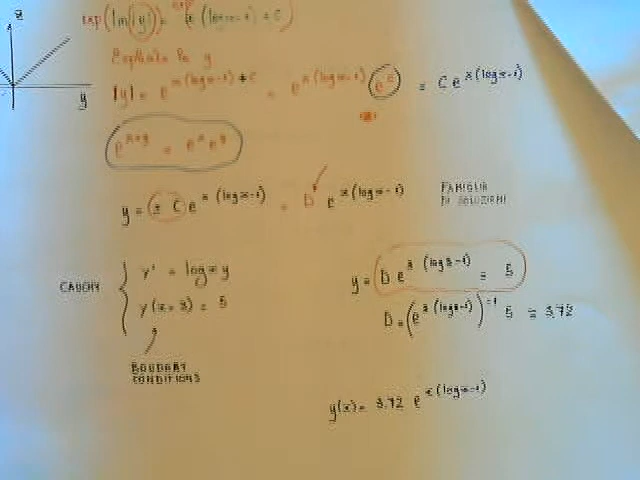 z
exp(ln|y|) = exp(x(log x-1)+C)
Esplicito in y
y
|y| = e^x(log x-1)+C = e^x(log x-1) e^C = C e^x(log x-1)
e^x+y = e^x e^y
y = ± C e^x(log x-1) = D e^x(log x-1)
FAMIGLIA
DI SOLUZIONI
CAUCHY
y' = log x y
y(x=3) = 5
BOUNDARY
CONDITIONS
y = D e^3(log 3-1) = 5
D = (e^3(log 3-1))^-1 5 ≅ 3.72
y(x) = 3.72 e^x(log x-1)